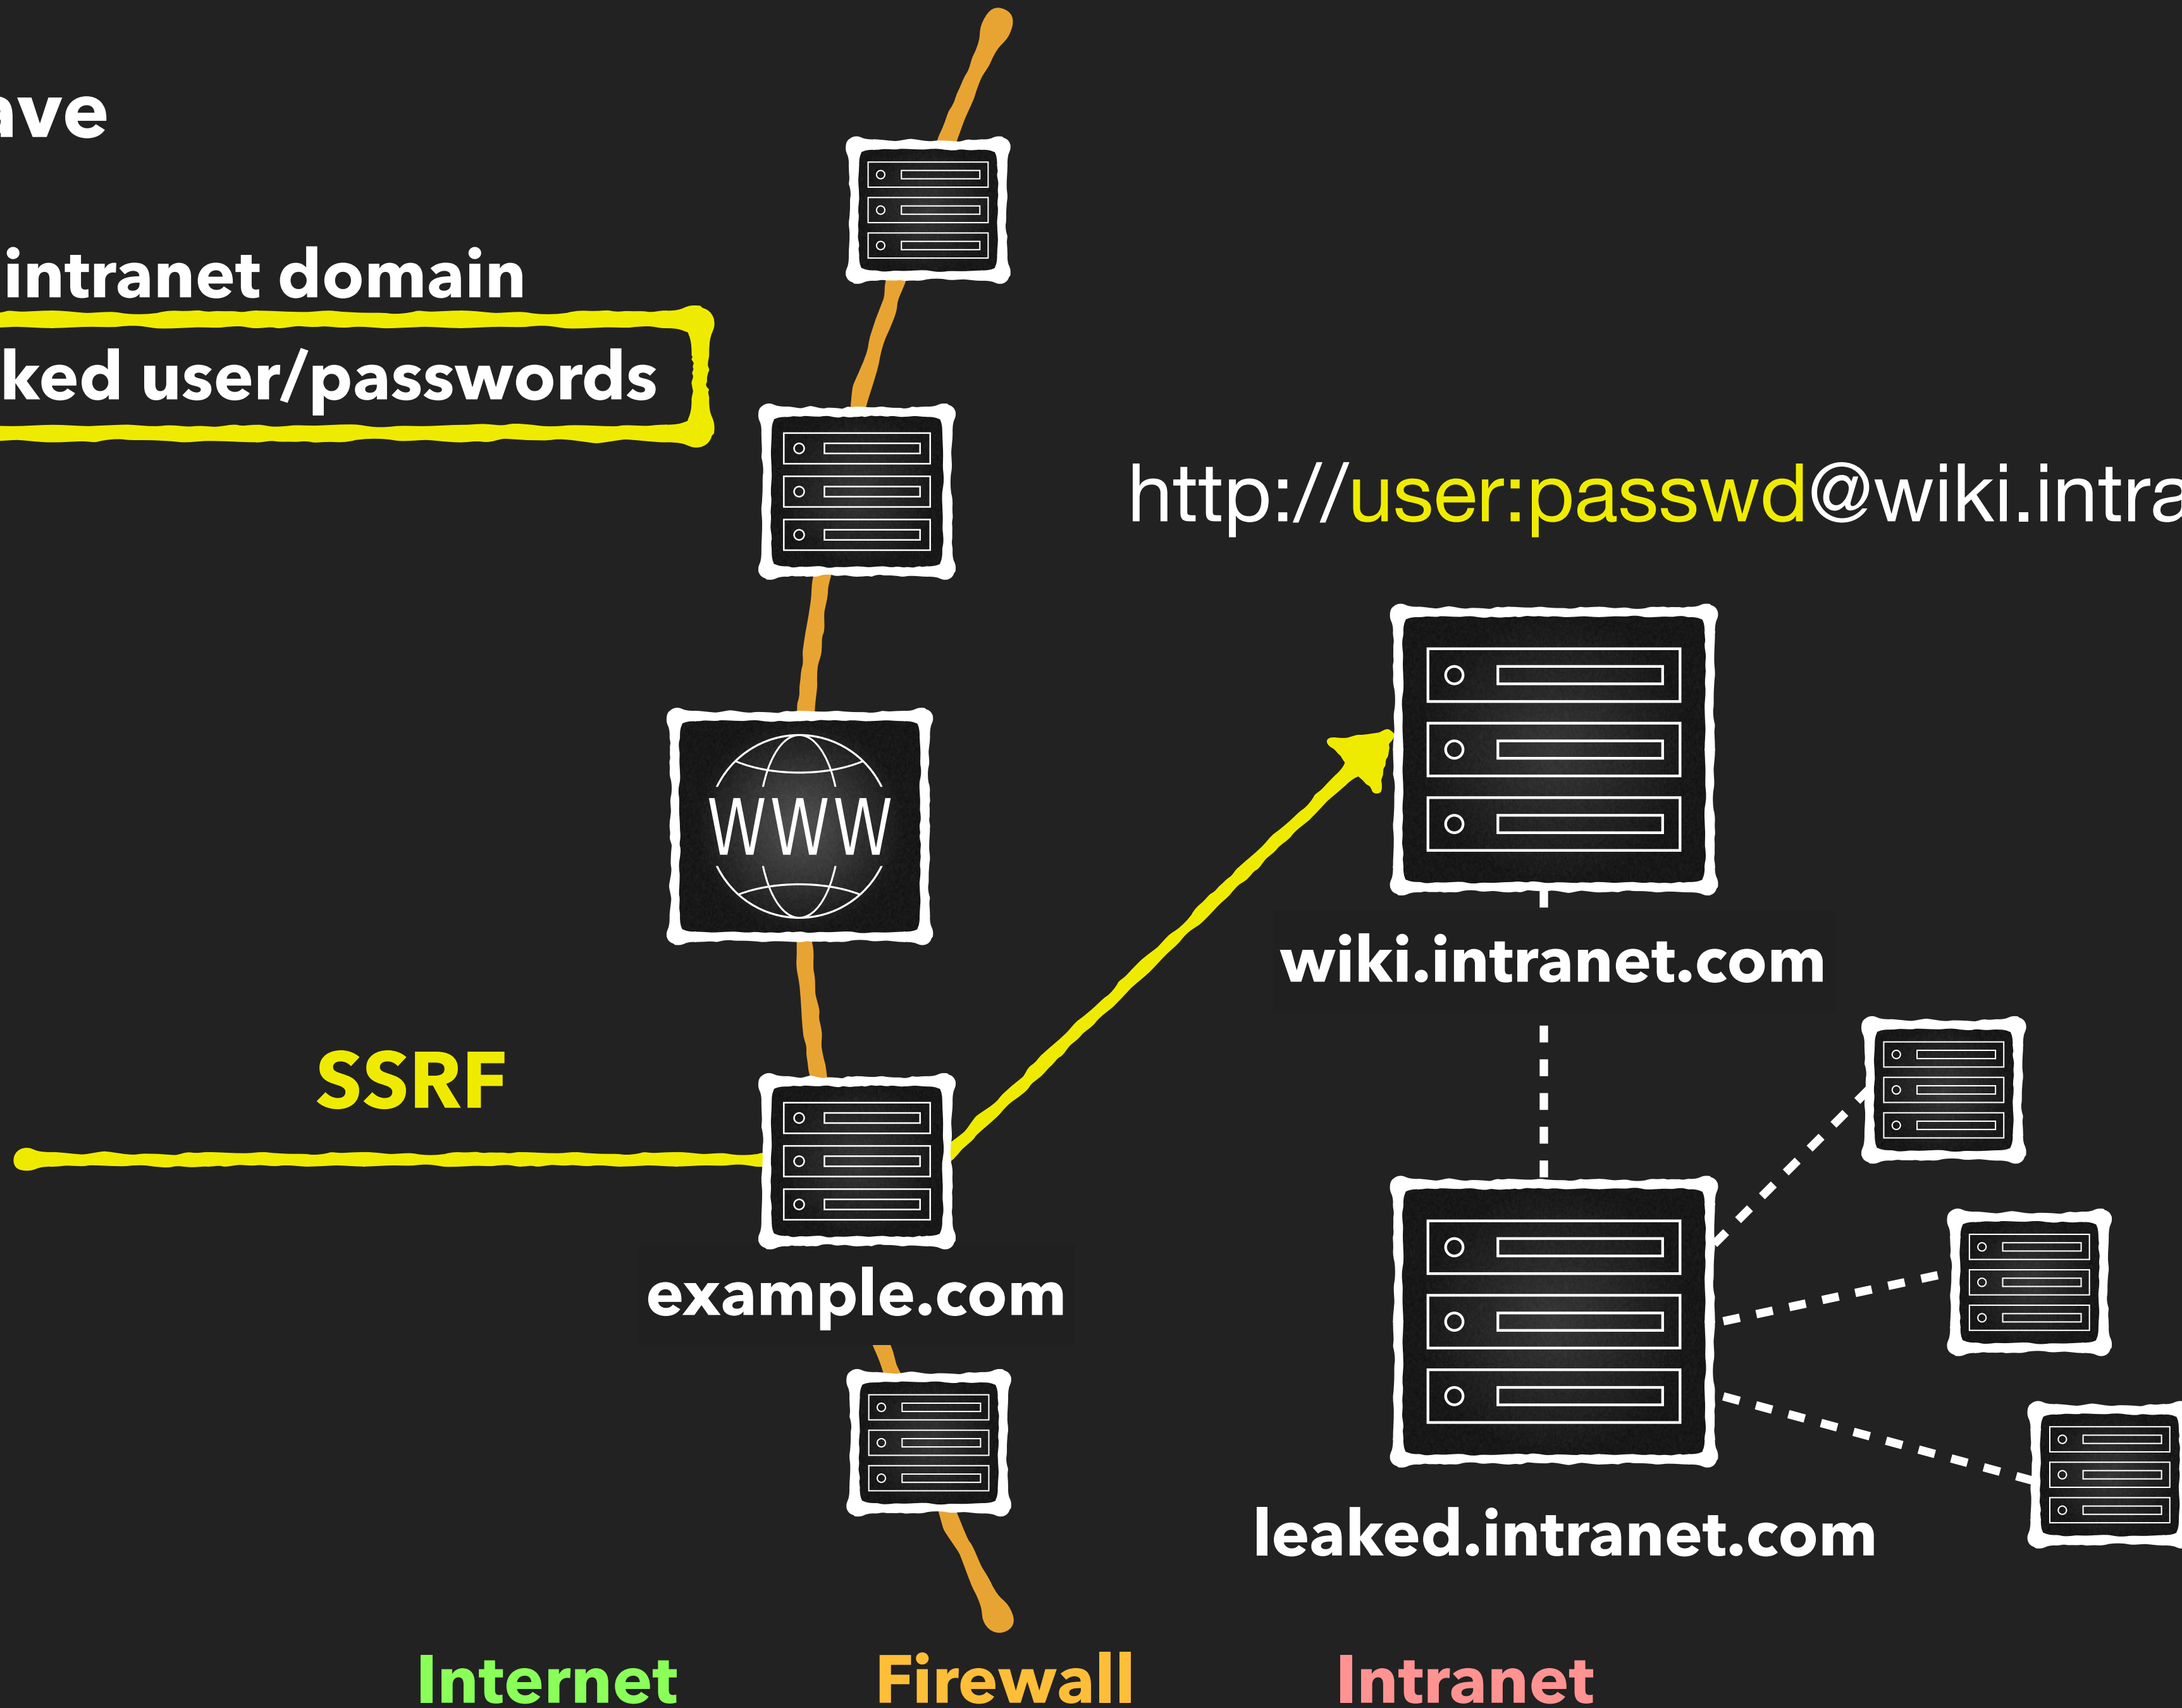 ave
intranet domain
ked user/passwords
http://user:passwd@wiki.intra
WWW
wiki.intranet.com
SSRF
example.com
leaked.intranet.com
Internet
Firewall
Intranet